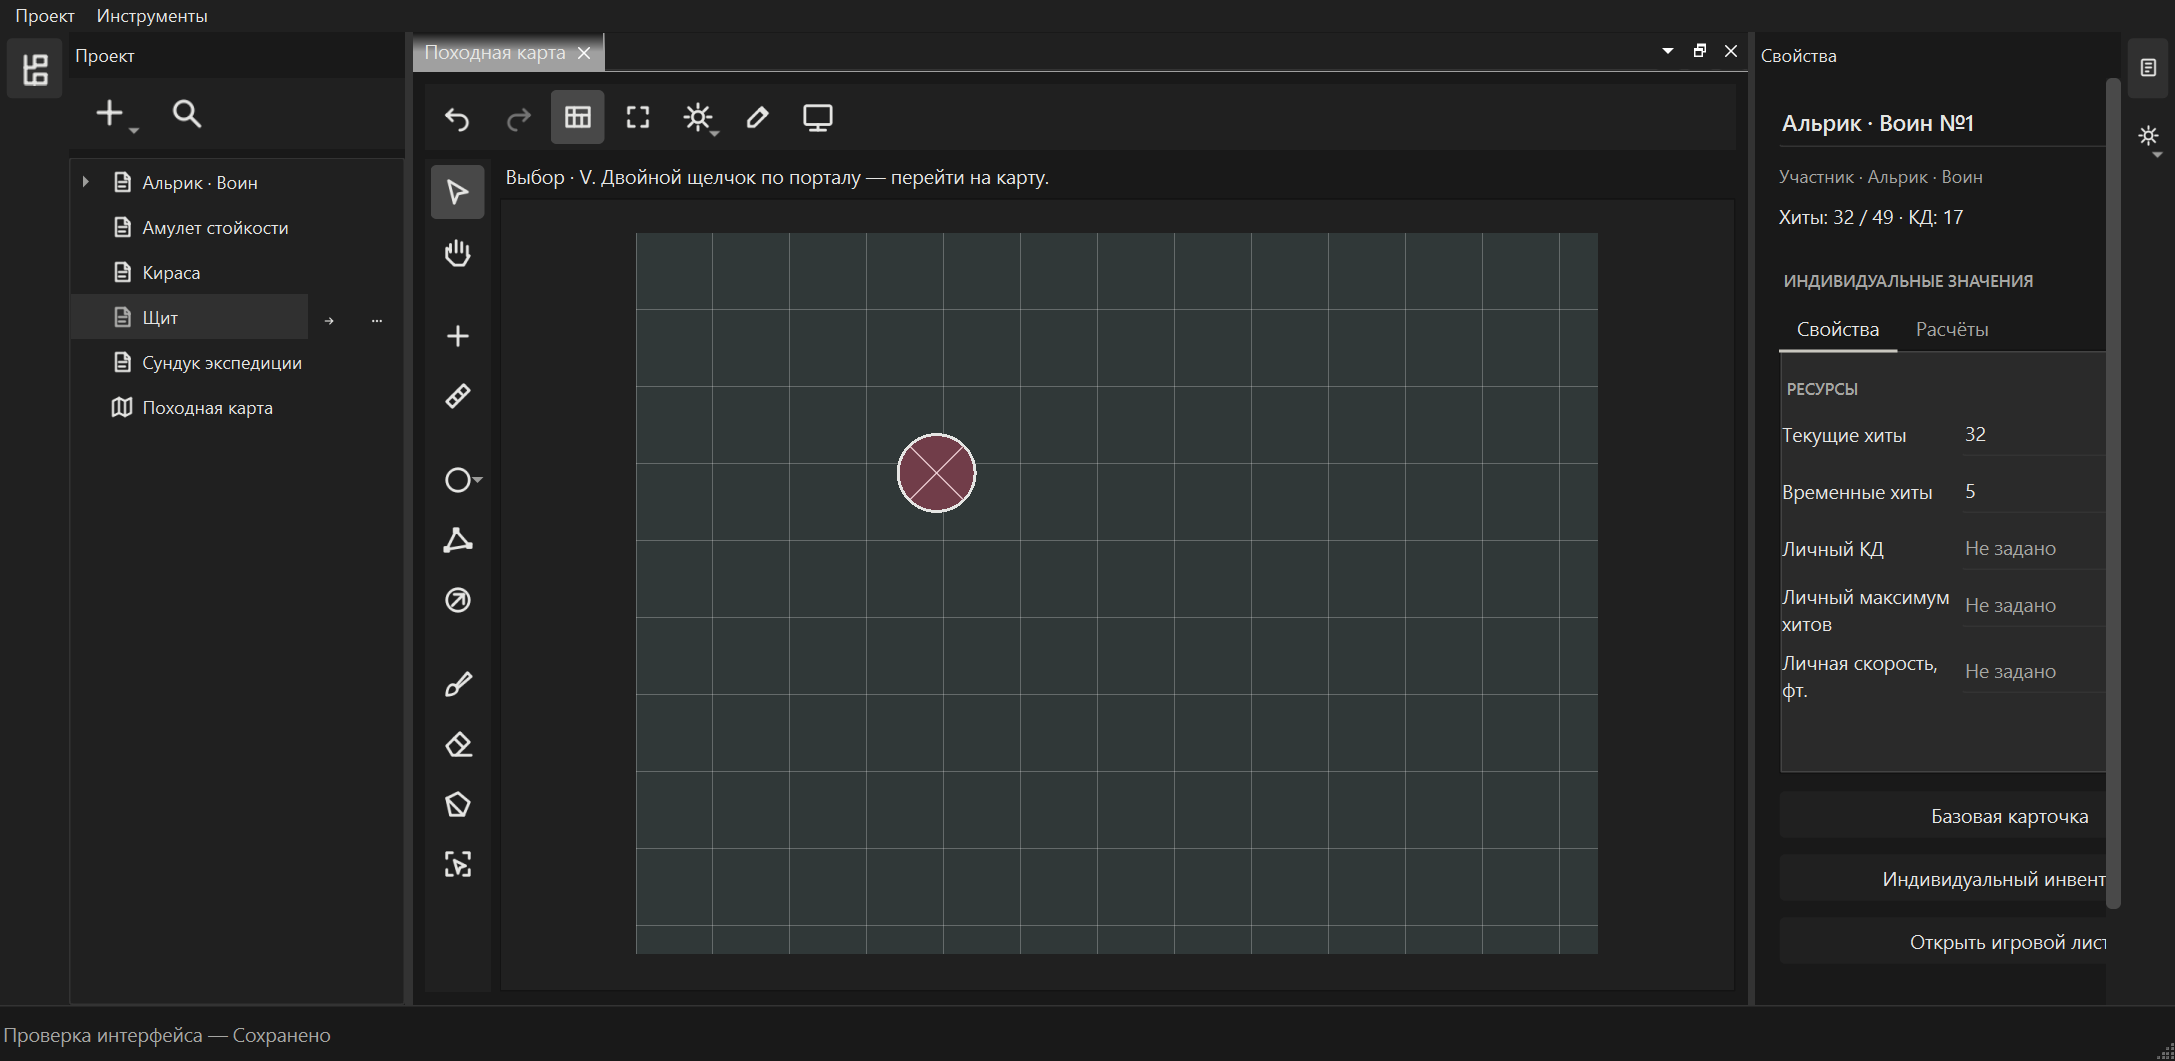 Проект Инструменты
Проект
Альрик · Воин
Амулет стойкости
Кираса
Щит
Сундук экспедиции
Походная карта
Походная карта
Выбор · V. Двойной щелчок по порталу — перейти на карту.
Свойства
Альрик · Воин №1
Участник · Альрик · Воин
Хиты: 32 / 49 · КД: 17
ИНДИВИДУАЛЬНЫЕ ЗНАЧЕНИЯ
Свойства Расчёты
РЕСУРСЫ
Текущие хиты 32
Временные хиты 5
Личный КД Не задано
Личный максимум
хитов Не задано
Личная скорость,
фт. Не задано
Базовая карточка
Индивидуальный инвент
Открыть игровой лист
Проверка интерфейса — Сохранено